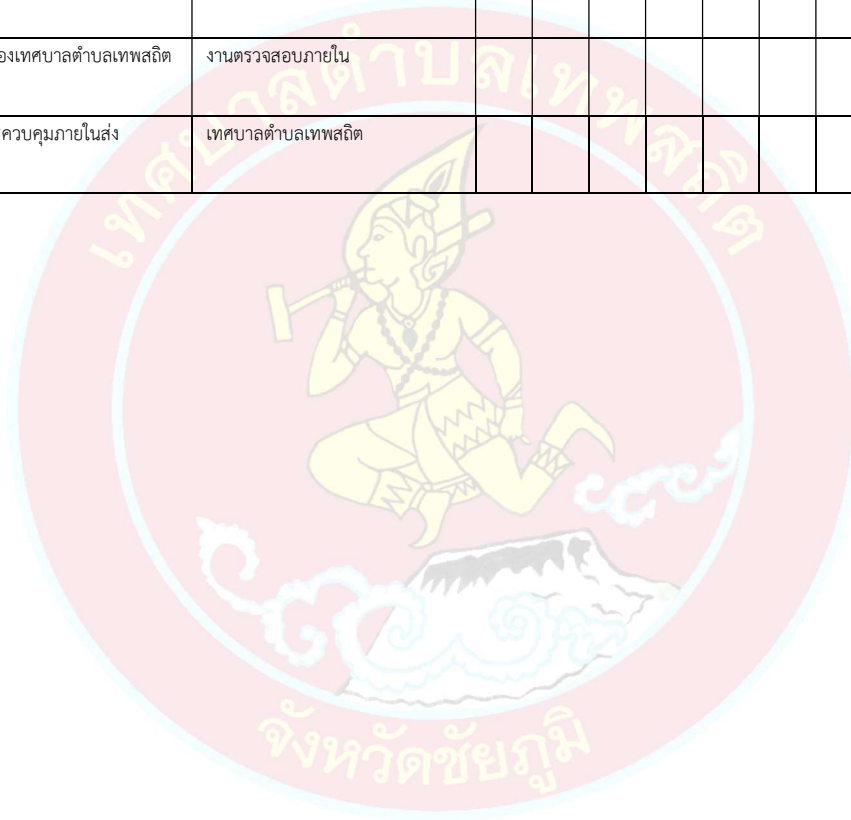 องเทศบาลตำบลเทพสถิต งานตรวจสอบภายใน
ควบคุมภายในส่ง เทศบาลตำบลเทพสถิต
เทศบาลตำบลเทพสถิต
จังหวัดชัยภูมิ